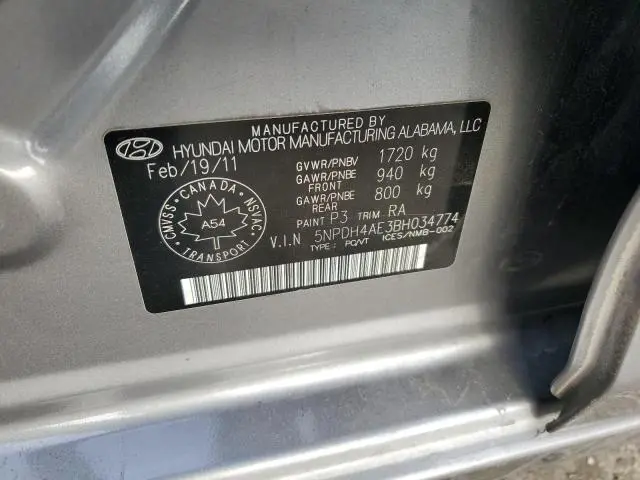 MANUFACTURED BY
HYUNDAI MOTOR MANUFACTURING ALABAMA, LLC
Feb/19/11
GVWR/PNBV 1720 kg
GAWR/PNBE FRONT 940 kg
GAWR/PNBE REAR 800 kg
PAINT P3 TRIM RA
V.I.N 5NPDH4AE3BH034774
TYPE: PC/VT ICES/NMB-002
CANADA
CMVSS NSVAC
A54
TRANSPORT